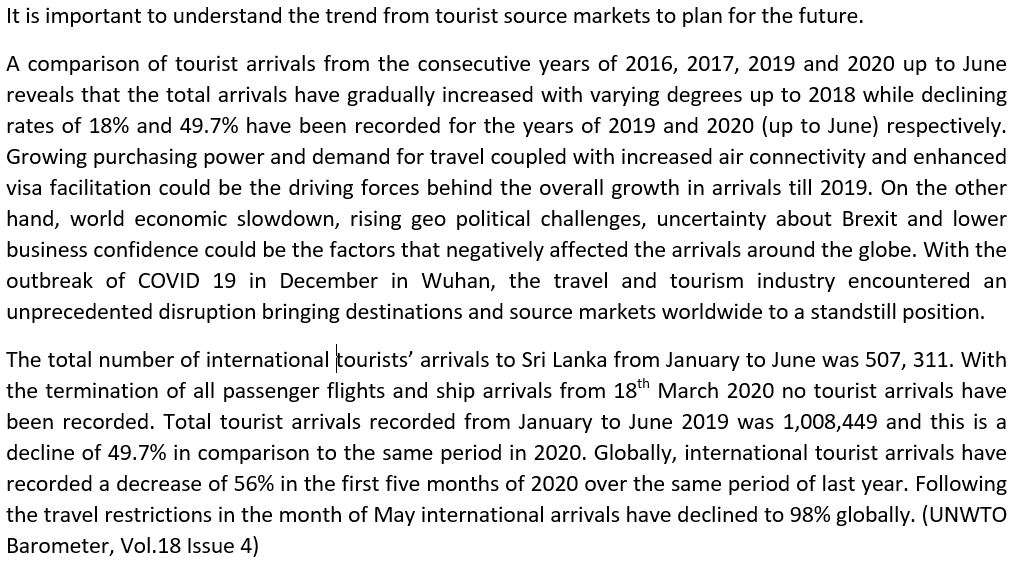 It is important to understand the trend from tourist source markets to plan for the future.
A comparison of tourist arrivals from the consecutive years of 2016, 2017, 2019 and 2020 up to June
reveals that the total arrivals have gradually increased with varying degrees up to 2018 while declining
rates of 18% and 49.7% have been recorded for the years of 2019 and 2020 (up to June) respectively.
Growing purchasing power and demand for travel coupled with increased air connectivity and enhanced
visa facilitation could be the driving forces behind the overall growth in arrivals till 2019. On the other
hand, world economic slowdown, rising geo political challenges, uncertainty about Brexit and lower
business confidence could be the factors that negatively affected the arrivals around the globe. With the
outbreak of COVID 19 in December in Wuhan, the travel and tourism industry encountered an
unprecedented disruption bringing destinations and source markets worldwide to a standstill position.
The total number of international tourists’ arrivals to Sri Lanka from January to June was 507, 311. With
the termination of all passenger flights and ship arrivals from 18th March 2020 no tourist arrivals have
been recorded. Total tourist arrivals recorded from January to June 2019 was 1,008,449 and this is a
decline of 49.7% in comparison to the same period in 2020. Globally, international tourist arrivals have
recorded a decrease of 56% in the first five months of 2020 over the same period of last year. Following
the travel restrictions in the month of May international arrivals have declined to 98% globally. (UNWTO
Barometer, Vol.18 Issue 4)